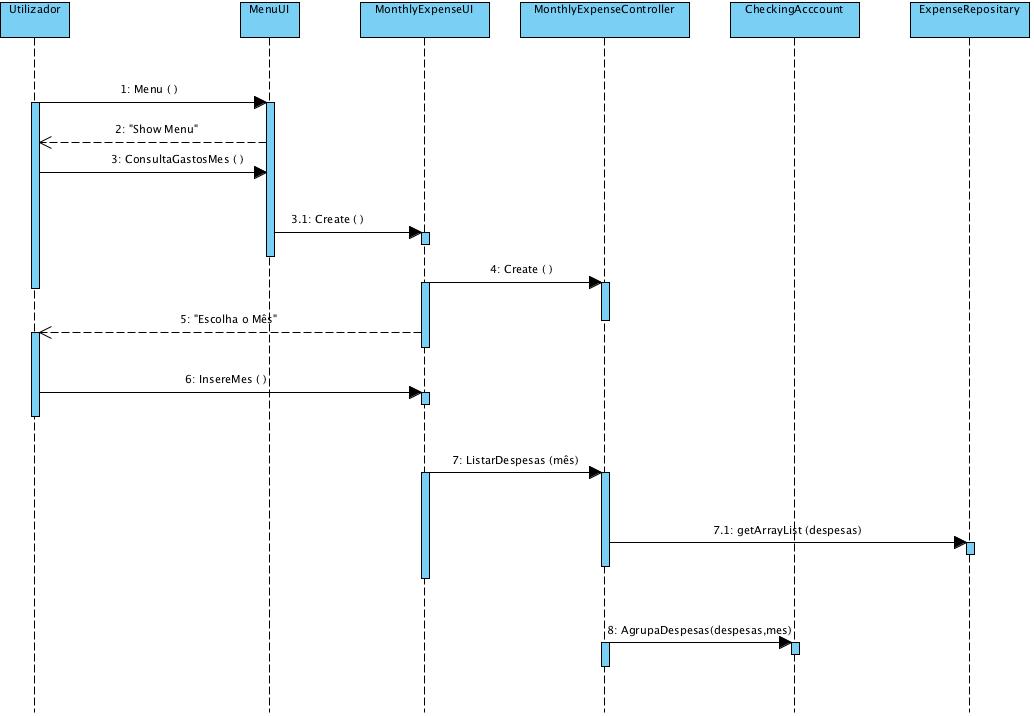 Utilizador
MenuUI
MonthlyExpenseUI
MonthlyExpenseController
CheckingAcccount
ExpenseRepositary
1: Menu ( )
2: "Show Menu"
3: ConsultaGastosMes ( )
3.1: Create ( )
4: Create ( )
5: "Escolha o Mês"
6: InsereMes ( )
7: ListarDespesas (mês)
7.1: getArrayList (despesas)
8: AgrupaDespesas(despesas,mes)